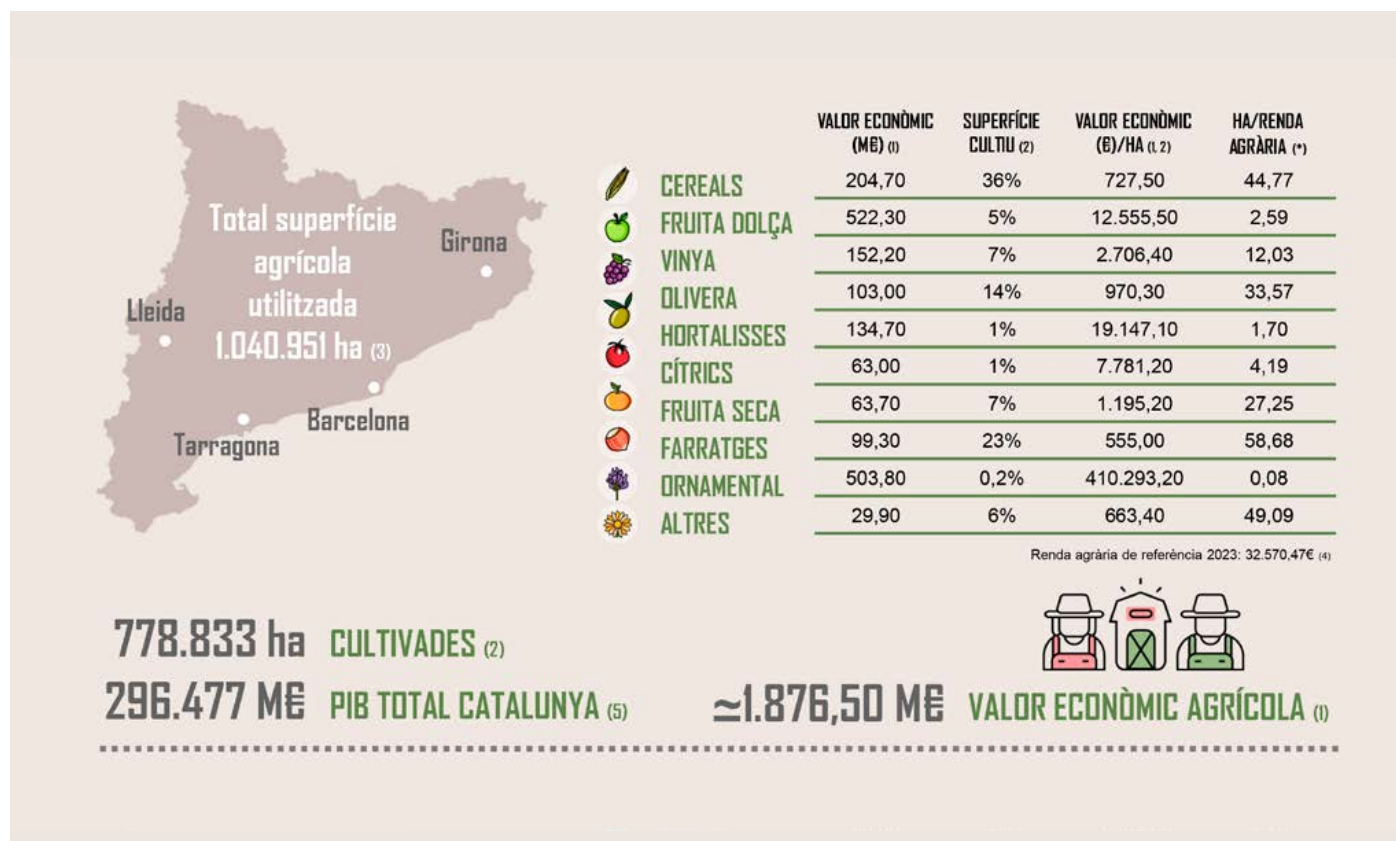 Total superfície
agrícola
utilitzada
1.040.951 ha (3)
Girona
Lleida
Barcelona
Tarragona
VALOR ECONÒMIC (M€) (1) SUPERFÍCIE CULTIU (2) VALOR ECONÒMIC (€)/HA (1, 2) HA/RENDA AGRÀRIA (*)
CEREALS 204,70 36% 727,50 44,77
FRUITA DOLÇA 522,30 5% 12.555,50 2,59
VINYA 152,20 7% 2.706,40 12,03
OLIVERA 103,00 14% 970,30 33,57
HORTALISSES 134,70 1% 19.147,10 1,70
CÍTRICS 63,00 1% 7.781,20 4,19
FRUITA SECA 63,70 7% 1.195,20 27,25
FARRATGES 99,30 23% 555,00 58,68
ORNAMENTAL 503,80 0,2% 410.293,20 0,08
ALTRES 29,90 6% 663,40 49,09
Renda agrària de referència 2023: 32.570,47€ (4)
778.833 ha CULTIVADES (2)
296.477 M€ PIB TOTAL CATALUNYA (5)
≃1.876,50 M€ VALOR ECONÒMIC AGRÍCOLA (1)